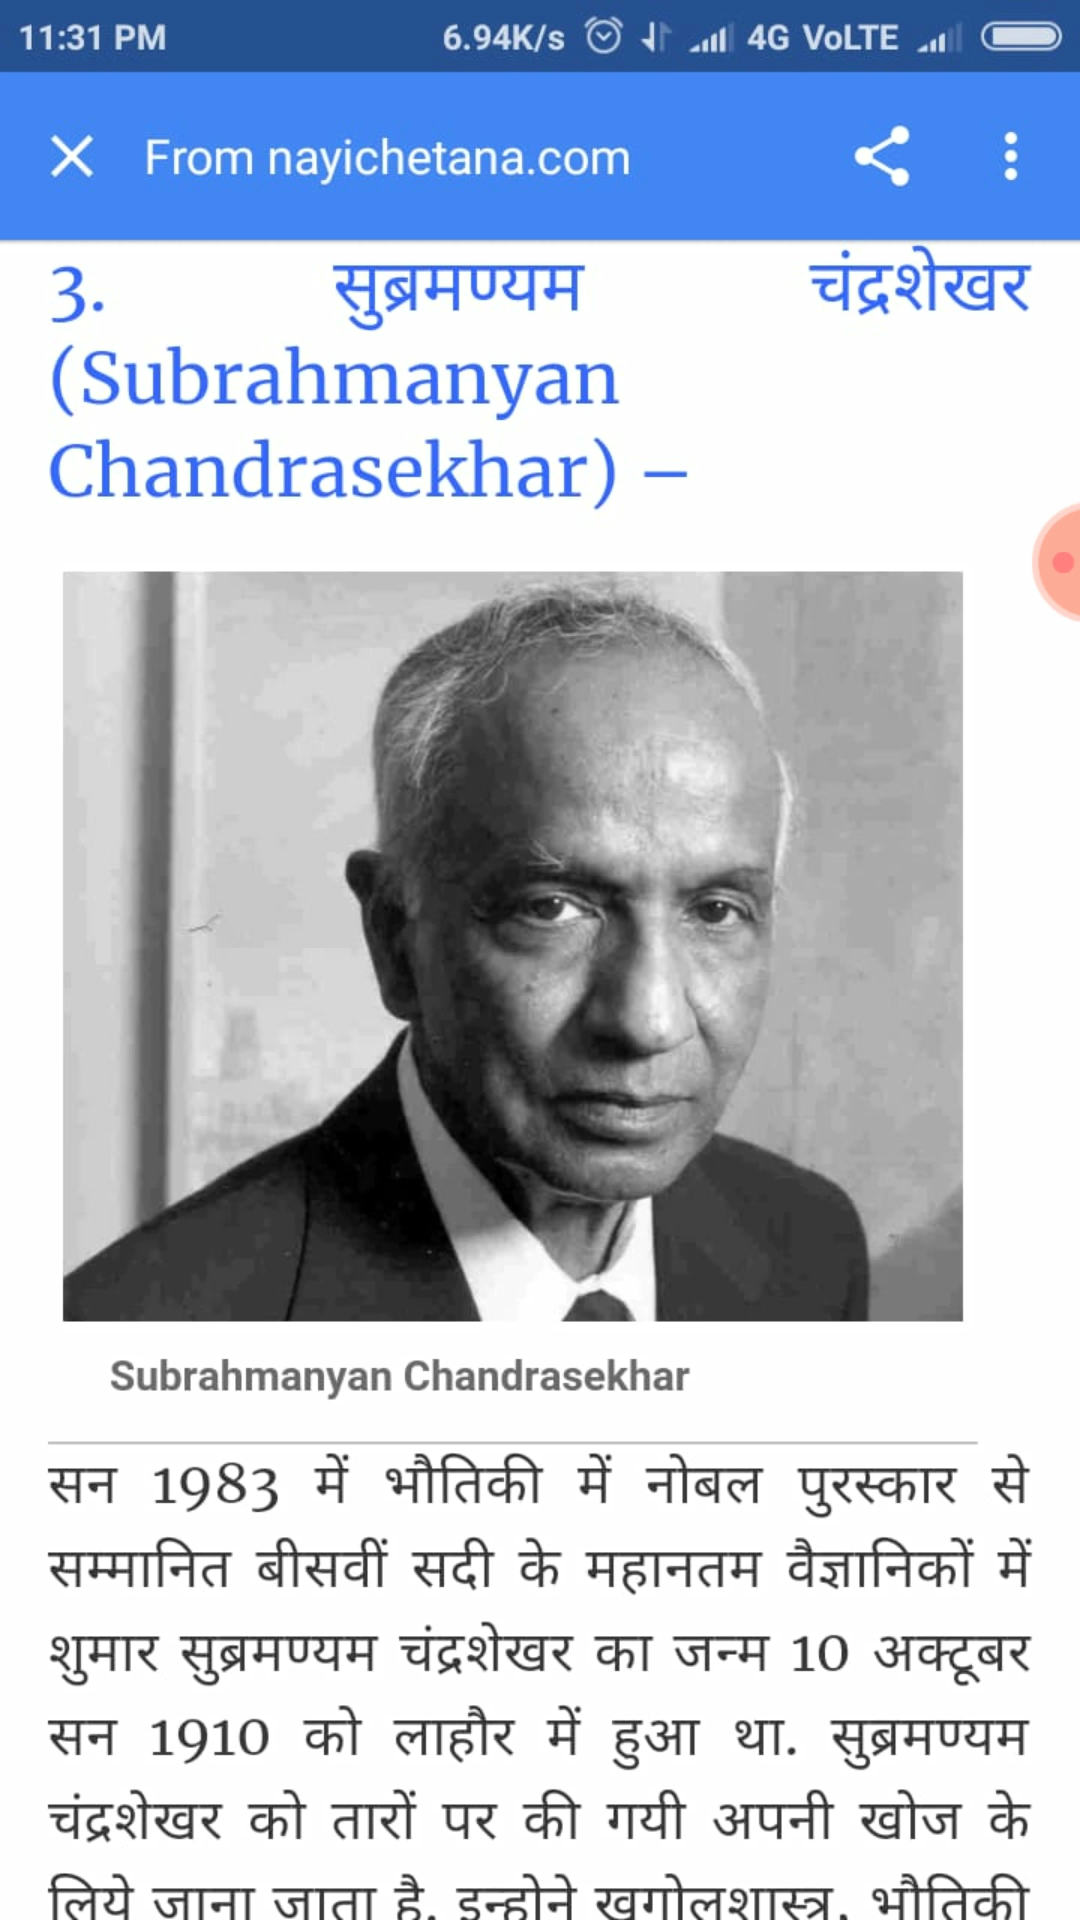 11:31 PM 6.94K/s 4G VoLTE
From nayichetana.com
3. सुब्रमण्यम चंद्रशेखर
(Subrahmanyan
Chandrasekhar) –
Subrahmanyan Chandrasekhar
सन 1983 में भौतिकी में नोबल पुरस्कार से
सम्मानित बीसवीं सदी के महानतम वैज्ञानिकों में
शुमार सुब्रमण्यम चंद्रशेखर का जन्म 10 अक्टूबर
सन 1910 को लाहौर में हुआ था. सुब्रमण्यम
चंद्रशेखर को तारों पर की गयी अपनी खोज के
लिये जाना जाता है. इन्होने खगोलशास्त्र, भौतिकी